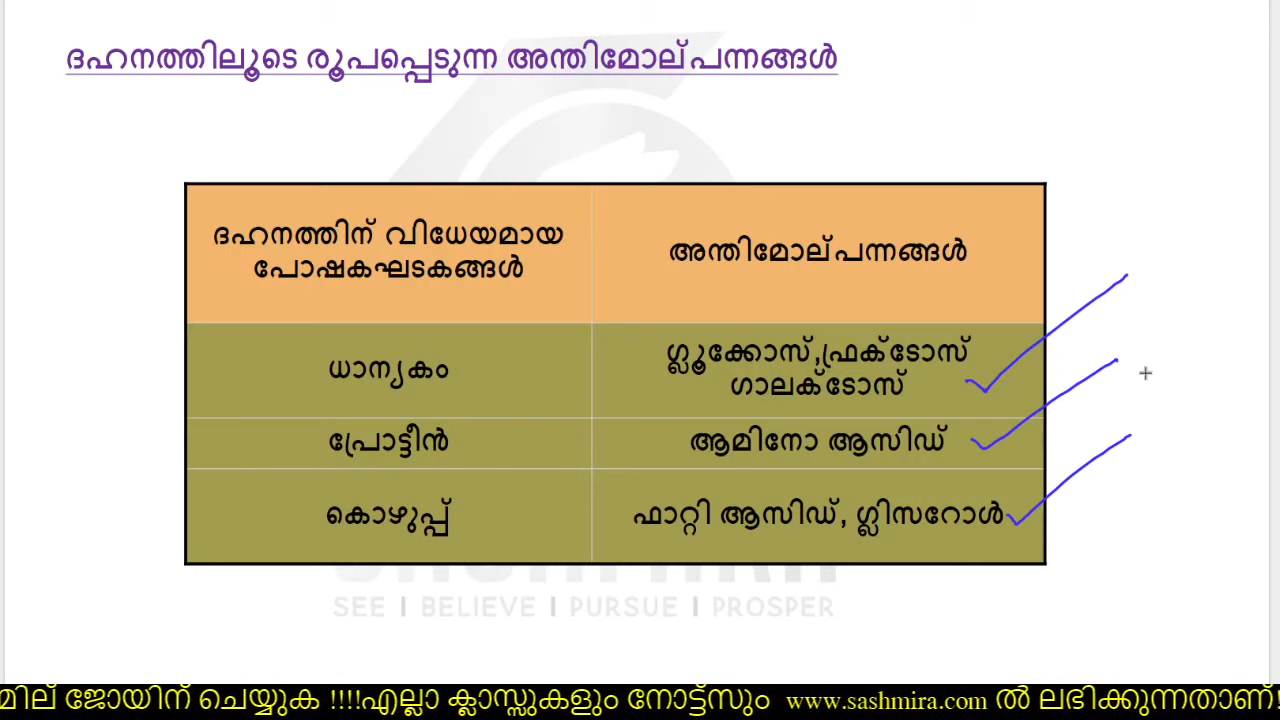 ദഹനത്തിലൂടെ രൂപപ്പെടുന്ന അന്തിമോല്പന്നങ്ങൾ
ദഹനത്തിന് വിധേയമായ
പോഷകഘടകങ്ങൾ
അന്തിമോല്പന്നങ്ങൾ
ധാന്യകം
ഗ്ലൂക്കോസ്,ഫ്രക്ടോസ്
ഗാലക്ടോസ്
പ്രോട്ടീൻ
ആമിനോ ആസിഡ്
കൊഴുപ്പ്
ഫാറ്റി ആസിഡ്, ഗ്ലിസറോൾ
SEE | BELIEVE | PURSUE | PROSPER
മില് ജോയിന് ചെയ്യുക !!!!എല്ലാ ക്ലാസ്സുകളും നോട്ട്സും www.sashmira.com ൽ ലഭിക്കുന്നതാണ്!